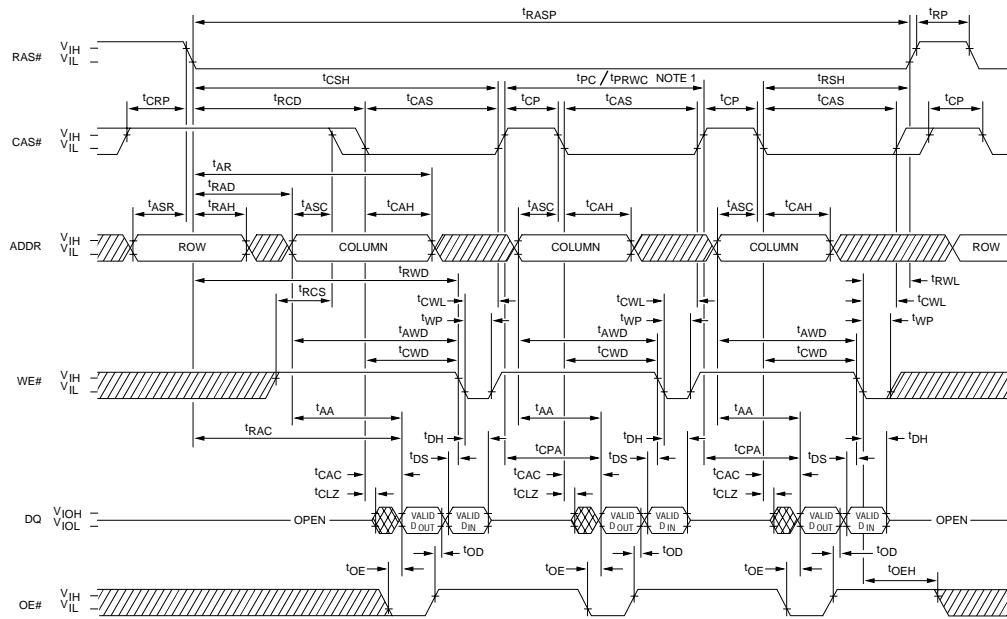 tRASP tRP
RAS# VIH VIL
tCSH tPC / tPRWC NOTE 1 tRSH
tCRP tRCD tCAS tCP tCAS tCP tCAS tCP
CAS# VIH VIL
tAR
tRAD
tASR tRAH tASC tCAH tASC tCAH tASC tCAH
ADDR VIH VIL ROW COLUMN COLUMN COLUMN ROW
tRWD tRWL
tRCS tCWL tCWL tCWL
tWP tWP tWP
tAWD tAWD tAWD
tCWD tCWD tCWD
WE# VIH VIL
tAA tAA tAA
tRAC tDH tDH tDH
tDS tCPA tDS tCPA tDS
tCAC tCAC tCAC
tCLZ tCLZ tCLZ
DQ VIOH VIOL OPEN VALID DOUT VALID DIN VALID DOUT VALID DIN VALID DOUT VALID DIN OPEN
tOD tOD tOD
tOE tOE tOE tOEH
OE# VIH VIL